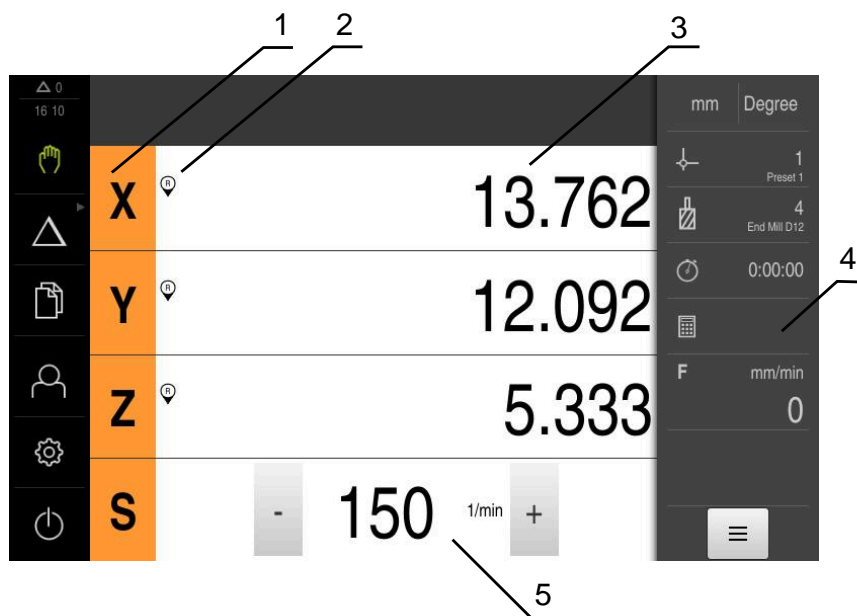 1 2 3
△ 0
16 10
mm Degree
1
Preset 1
X R 13.762
4
End Mill D12
0:00:00
4
Y R 12.092
F mm/min
0
Z R 5.333
S - 150 1/min +
5